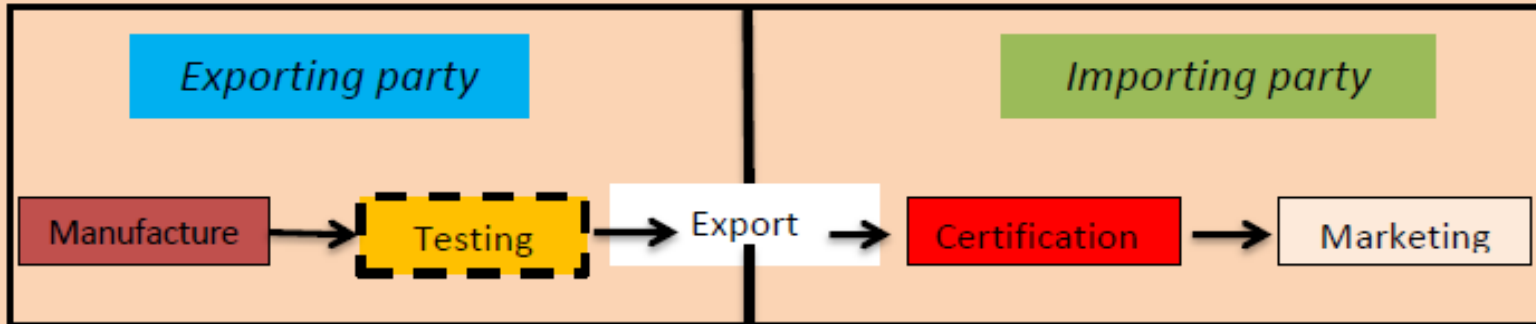 Exporting party
Importing party
Manufacture
Testing
Export
Certification
Marketing